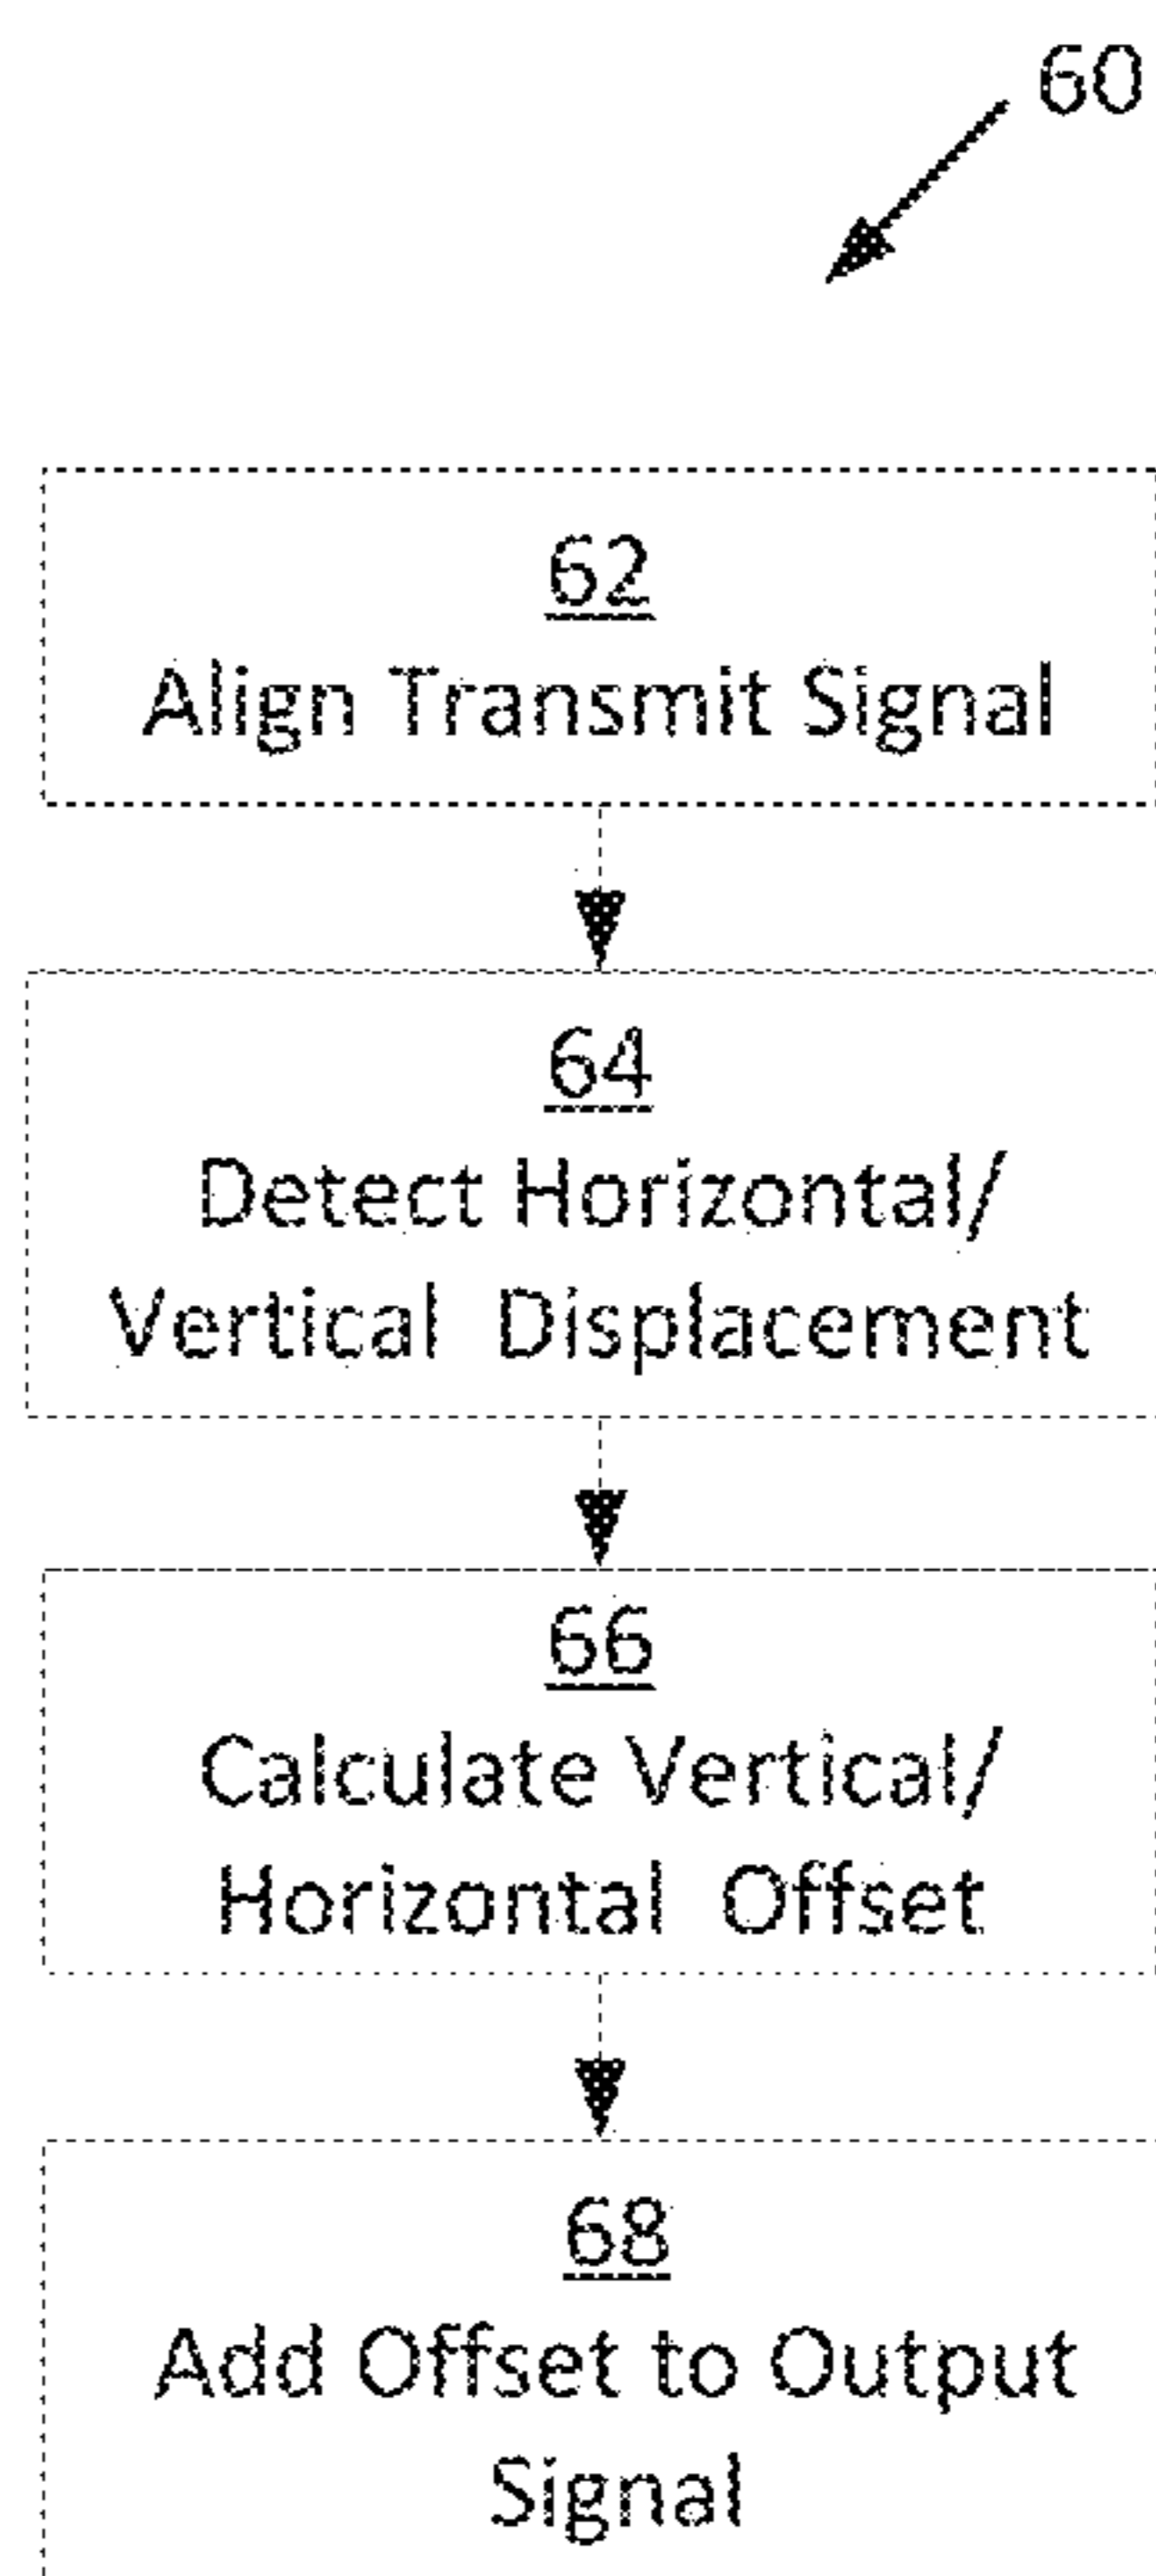 60
62
Align Transmit Signal
64
Detect Horizontal/
Vertical Displacement
66
Calculate Vertical/
Horizontal Offset
68
Add Offset to Output
Signal